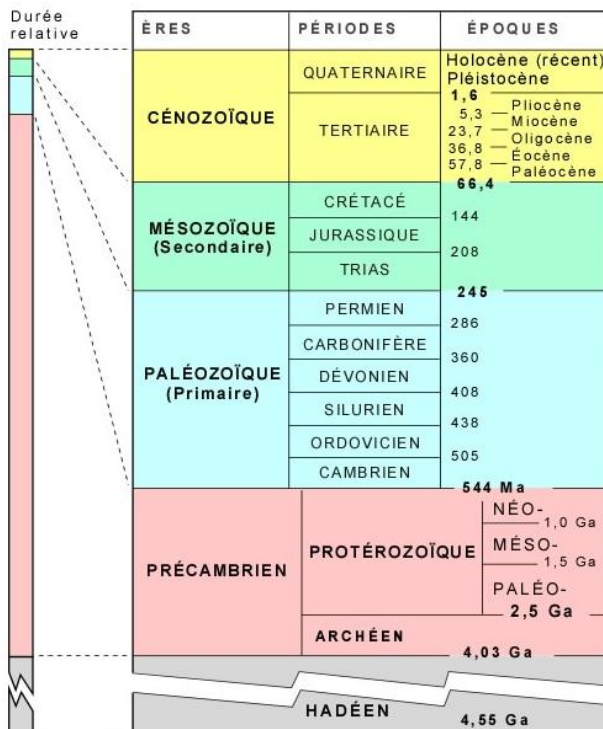 Durée
relative
ÈRES
PÉRIODES
ÉPOQUES
CÉNOZOÏQUE
QUATERNAIRE
Holocène (récent)
Pléistocène
1,6
TERTIAIRE
5,3
Pliocène
Miocène
23,7
Oligocène
36,8
Éocène
57,8
Paléocène
66,4
MÉSOZOÏQUE
(Secondaire)
CRÉTACÉ
144
JURASSIQUE
208
TRIAS
245
PALÉOZOÏQUE
(Primaire)
PERMIEN
286
CARBONIFÈRE
360
DÉVONIEN
408
SILURIEN
438
ORDOVICIEN
505
CAMBRIEN
544 Ma
PRÉCAMBRIEN
PROTÉROZOÏQUE
NÉO-
1,0 Ga
MÉSO-
1,5 Ga
PALÉO-
2,5 Ga
ARCHÉEN
4,03 Ga
HADÉEN
4,55 Ga